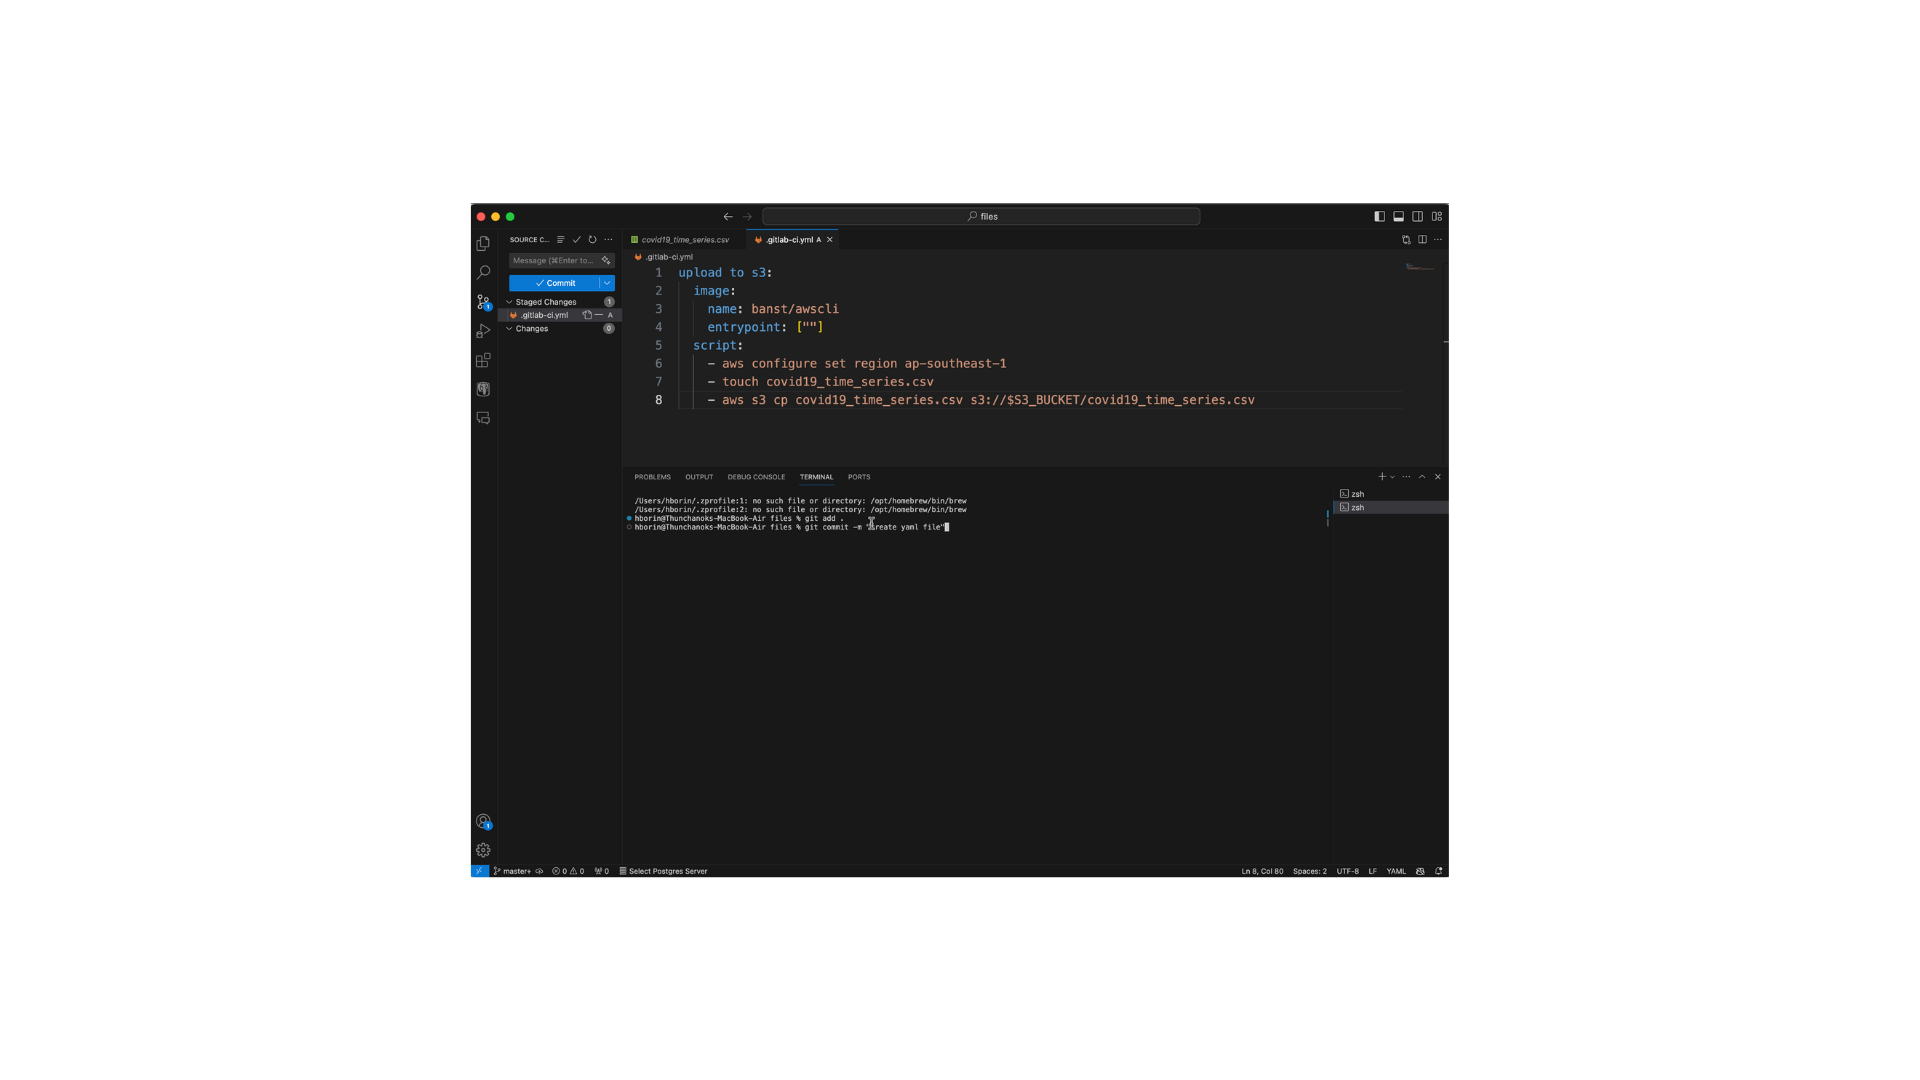 files
SOURCE C...
covid19_time_series.csv
.gitlab-ci.yml A
Message (⌘Enter to...
.gitlab-ci.yml
Commit
1 upload to s3:
2 image:
3 name: banst/awscli
4 entrypoint: [""]
5 script:
6 - aws configure set region ap-southeast-1
7 - touch covid19_time_series.csv
8 - aws s3 cp covid19_time_series.csv s3://$S3_BUCKET/covid19_time_series.csv
Staged Changes 1
.gitlab-ci.yml A
Changes 0
1
PROBLEMS OUTPUT DEBUG CONSOLE TERMINAL PORTS
/Users/hborin/.zprofile:1: no such file or directory: /opt/homebrew/bin/brew
/Users/hborin/.zprofile:2: no such file or directory: /opt/homebrew/bin/brew
hborin@Thunchanoks-MacBook-Air files % git add .
hborin@Thunchanoks-MacBook-Air files % git commit -m "create yaml file"
zsh
zsh
1
master+ 0 0 0 Select Postgres Server
Ln 8, Col 80 Spaces: 2 UTF-8 LF YAML